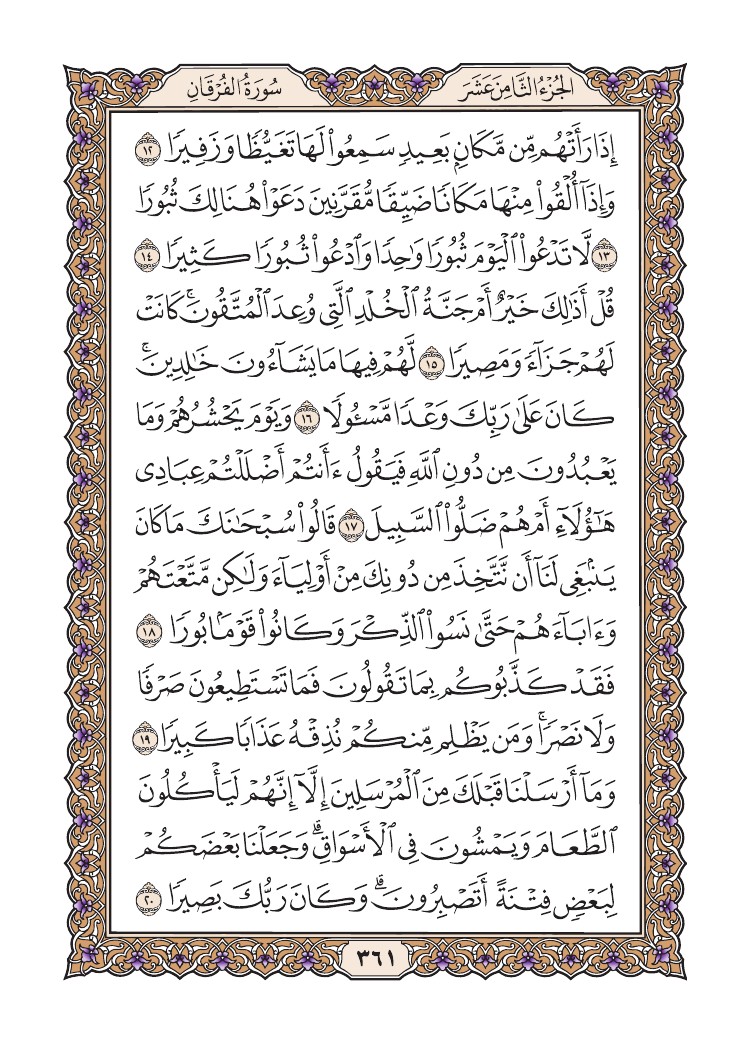 الجُزْءُ الثَّامِنَ عَشَرَ
سُورَةُ الفُرْقَانِ
إِذَا رَأَتْهُم مِّن مَّكَانٍۭ بَعِيدٍ سَمِعُوا۟ لَهَا تَغَيُّظًا وَزَفِيرًا ١٢
وَإِذَآ أُلْقُوا۟ مِنْهَا مَكَانًا ضَيِّقًا مُّقَرَّنِينَ دَعَوْا۟ هُنَالِكَ ثُبُورًا
١٣ لَّا تَدْعُوا۟ ٱلْيَوْمَ ثُبُورًا وَٰحِدًا وَٱدْعُوا۟ ثُبُورًا كَثِيرًا ١٤
قُلْ أَذَٰلِكَ خَيْرٌ أَمْ جَنَّةُ ٱلْخُلْدِ ٱلَّتِى وُعِدَ ٱلْمُتَّقُونَ ۚ كَانَتْ
لَهُمْ جَزَآءً وَمَصِيرًا ١٥ لَّهُمْ فِيهَا مَا يَشَآءُونَ خَٰلِدِينَ ۚ
كَانَ عَلَىٰ رَبِّكَ وَعْدًا مَّسْـُٔولًا ١٦ وَيَوْمَ يَحْشُرُهُمْ وَمَا
يَعْبُدُونَ مِن دُونِ ٱللَّهِ فَيَقُولُ ءَأَنتُمْ أَضْلَلْتُمْ عِبَادِى
هَٰٓؤُلَآءِ أَمْ هُمْ ضَلُّوا۟ ٱلسَّبِيلَ ١٧ قَالُوا۟ سُبْحَٰنَكَ مَا كَانَ
يَنۢبَغِى لَنَآ أَن نَّتَّخِذَ مِن دُونِكَ مِنْ أَوْلِيَآءَ وَلَٰكِن مَّتَّعْتَهُمْ
وَءَابَآءَهُمْ حَتَّىٰ نَسُوا۟ ٱلذِّكْرَ وَكَانُوا۟ قَوْمًۢا بُورًا ١٨
فَقَدْ كَذَّبُوكُم بِمَا تَقُولُونَ فَمَا تَسْتَطِيعُونَ صَرْفًا
وَلَا نَصْرًا ۚ وَمَن يَظْلِم مِّنكُمْ نُذِقْهُ عَذَابًا كَبِيرًا ١٩
وَمَآ أَرْسَلْنَا قَبْلَكَ مِنَ ٱلْمُرْسَلِينَ إِلَّآ إِنَّهُمْ لَيَأْكُلُونَ
ٱلطَّعَامَ وَيَمْشُونَ فِى ٱلْأَسْوَاقِ ۗ وَجَعَلْنَا بَعْضَكُمْ
لِبَعْضٍ فِتْنَةً أَتَصْبِرُونَ ۗ وَكَانَ رَبُّكَ بَصِيرًا ٢٠
٣٦١